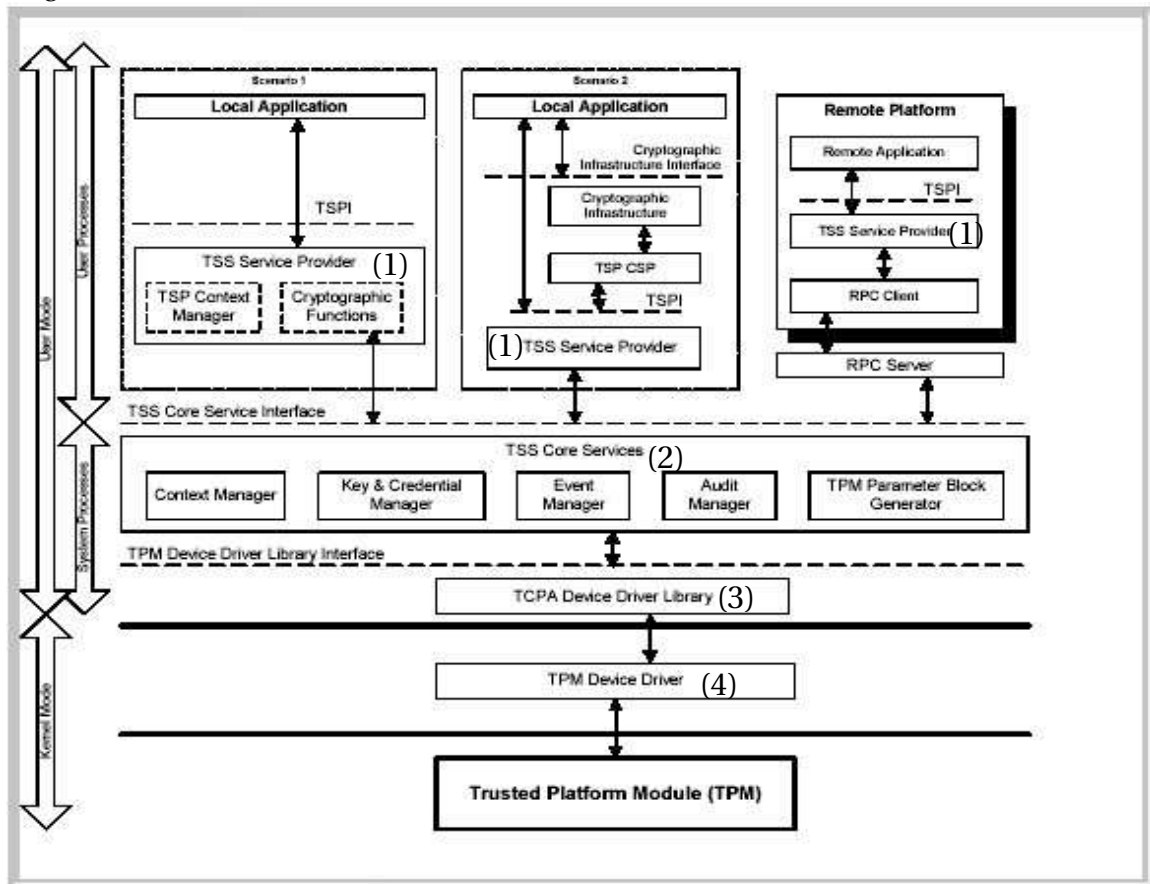 User Mode
User Processes
System Processes
Kernel Mode
Scenario 1
Local Application
TSPI
TSS Service Provider (1)
TSP Context
Manager
Cryptographic
Functions
Scenario 2
Local Application
Cryptographic
Infrastructure Interface
Cryptographic
Infrastructure
TSP CSP
TSPI
(1) TSS Service Provider
Remote Platform
Remote Application
TSPI
TSS Service Provider (1)
RPC Client
RPC Server
TSS Core Service Interface
TSS Core Services (2)
Context Manager
Key & Credential
Manager
Event
Manager
Audit
Manager
TPM Parameter Block
Generator
TPM Device Driver Library Interface
TCPA Device Driver Library (3)
TPM Device Driver (4)
Trusted Platform Module (TPM)